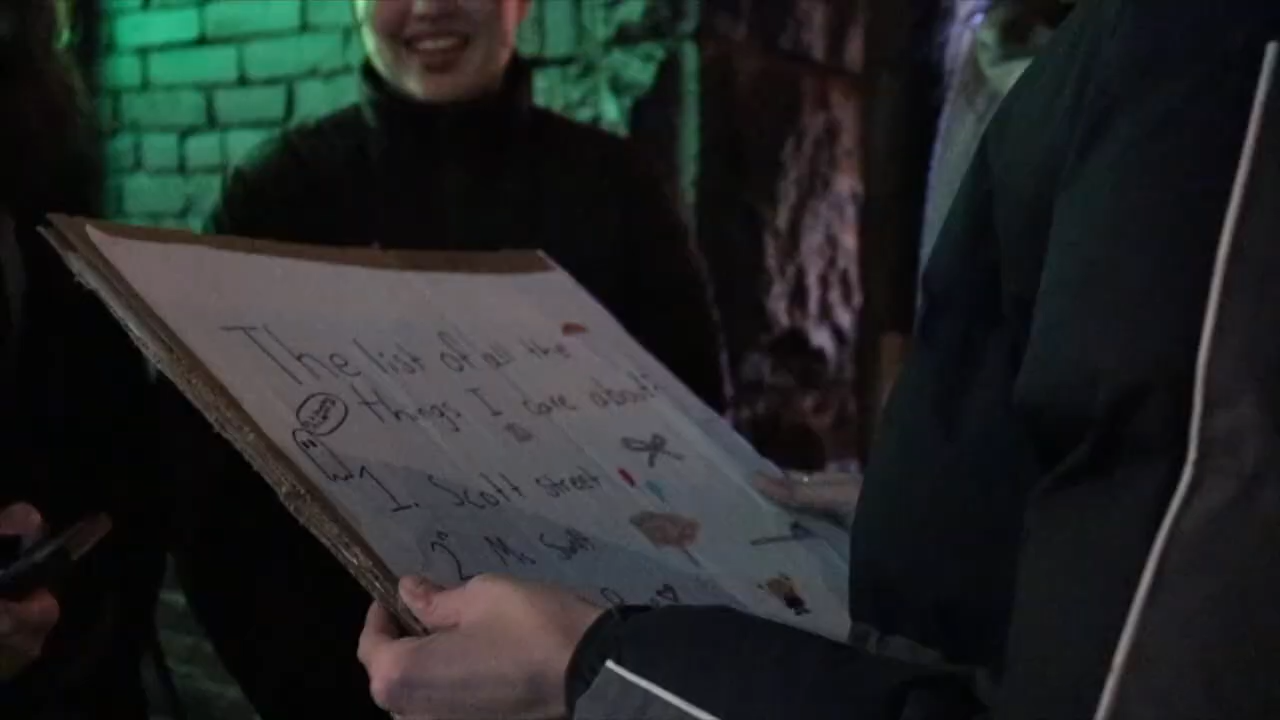 The list of all the
things I care about:
1. Scott street
2. Ms Scott